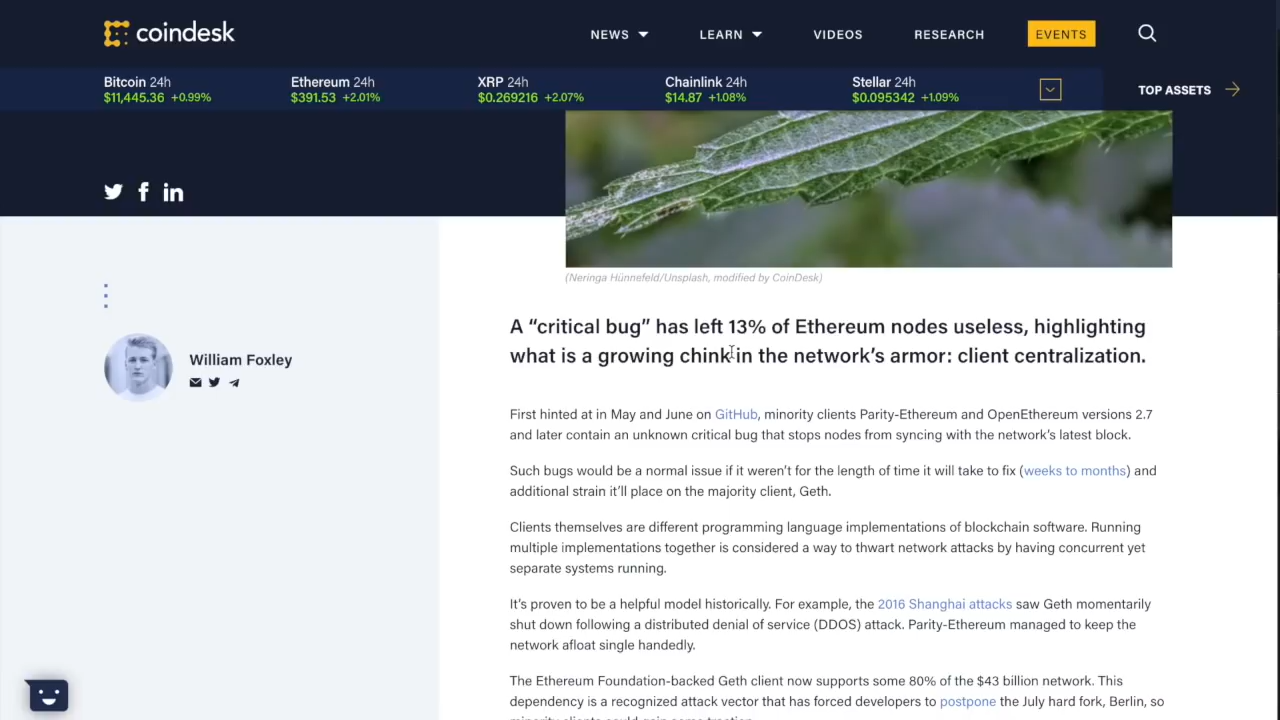 coindesk
NEWS LEARN VIDEOS RESEARCH EVENTS
Bitcoin 24h Ethereum 24h XRP 24h Chainlink 24h Stellar 24h
$11,445.36 +0.99% $391.53 +2.01% $0.269216 +2.07% $14.87 +1.08% $0.095342 +1.09%
TOP ASSETS
(Neringa Hünnefeld/Unsplash, modified by CoinDesk)
A “critical bug” has left 13% of Ethereum nodes useless, highlighting
what is a growing chink in the network’s armor: client centralization.
William Foxley
First hinted at in May and June on GitHub, minority clients Parity-Ethereum and OpenEthereum versions 2.7
and later contain an unknown critical bug that stops nodes from syncing with the network’s latest block.
Such bugs would be a normal issue if it weren’t for the length of time it will take to fix (weeks to months) and
additional strain it’ll place on the majority client, Geth.
Clients themselves are different programming language implementations of blockchain software. Running
multiple implementations together is considered a way to thwart network attacks by having concurrent yet
separate systems running.
It’s proven to be a helpful model historically. For example, the 2016 Shanghai attacks saw Geth momentarily
shut down following a distributed denial of service (DDOS) attack. Parity-Ethereum managed to keep the
network afloat single handedly.
The Ethereum Foundation-backed Geth client now supports some 80% of the $43 billion network. This
dependency is a recognized attack vector that has forced developers to postpone the July hard fork, Berlin, so